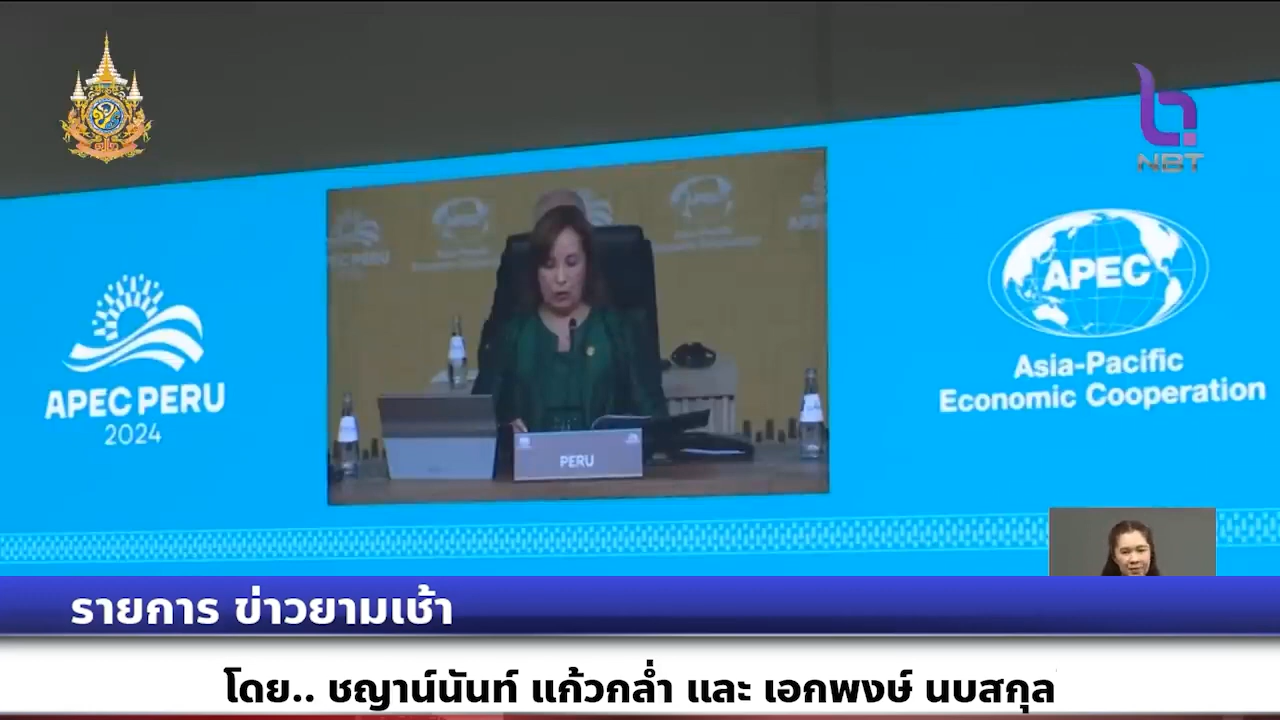 NBT
APEC
APEC
APEC PERU
2024
PERU
APEC
Asia-Pacific
Economic Cooperation
รายการ ข่าวยามเช้า
โดย.. ชญาน์นันท์ แก้วกล่ำ และ เอกพงษ์ นบสกุล